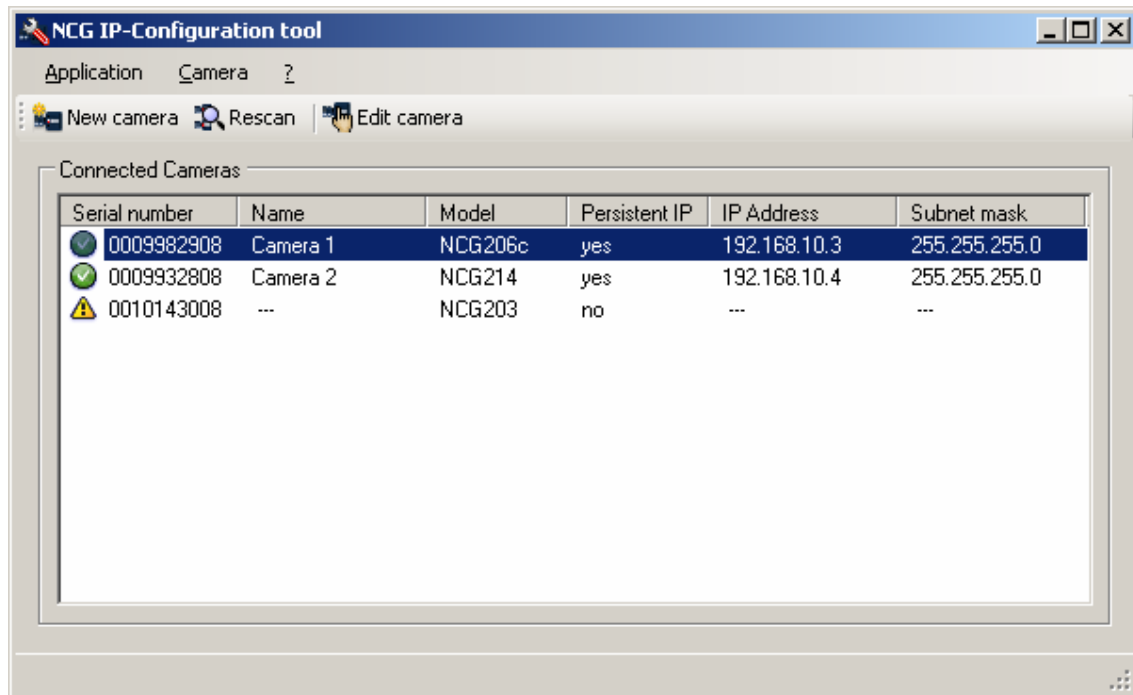 NCG IP-Configuration tool
Application Camera ?
New camera Rescan Edit camera
Connected Cameras
Serial number Name Model Persistent IP IP Address Subnet mask
0009982908 Camera 1 NCG206c yes 192.168.10.3 255.255.255.0
0009932808 Camera 2 NCG214 yes 192.168.10.4 255.255.255.0
0010143008 --- NCG203 no --- ---